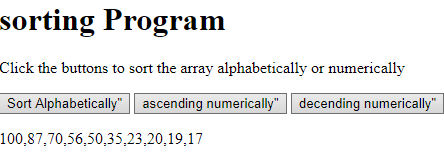 sorting Program
Click the buttons to sort the array alphabetically or numerically
Sort Alphabetically" ascending numerically" decending numerically"
100,87,70,56,50,35,23,20,19,17